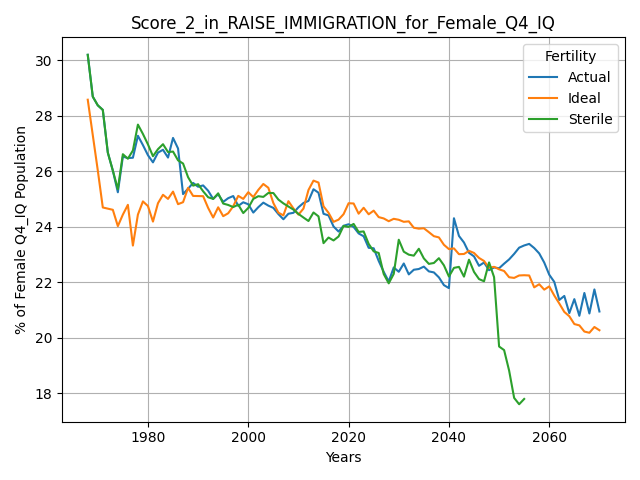 Score_2_in_RAISE_IMMIGRATION_for_Female_Q4_IQ
% of Female Q4_IQ Population
30
28
26
24
22
20
18
Fertility
Actual
Ideal
Sterile
1980 2000 2020 2040 2060
Years